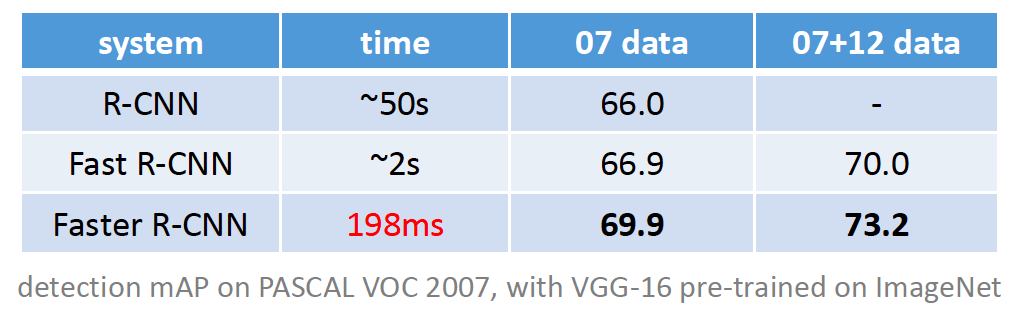 system time 07 data 07+12 data
R-CNN ~50s 66.0 -
Fast R-CNN ~2s 66.9 70.0
Faster R-CNN 198ms 69.9 73.2
detection mAP on PASCAL VOC 2007, with VGG-16 pre-trained on ImageNet